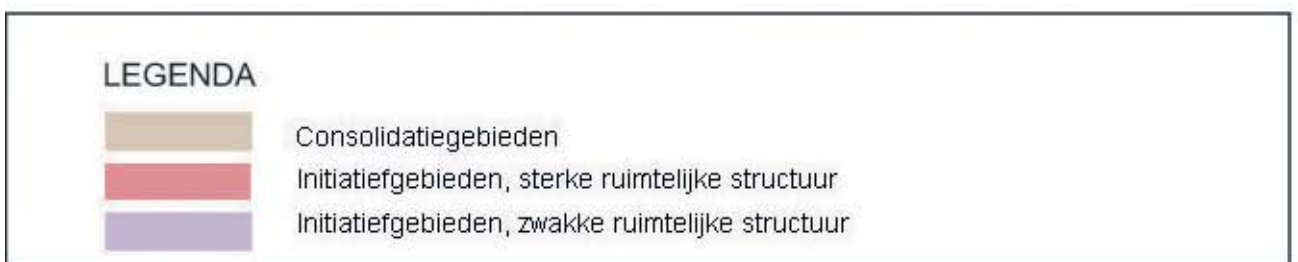 LEGENDA
Consolidatiegebieden
Initiatiefgebieden, sterke ruimtelijke structuur
Initiatiefgebieden, zwakke ruimtelijke structuur